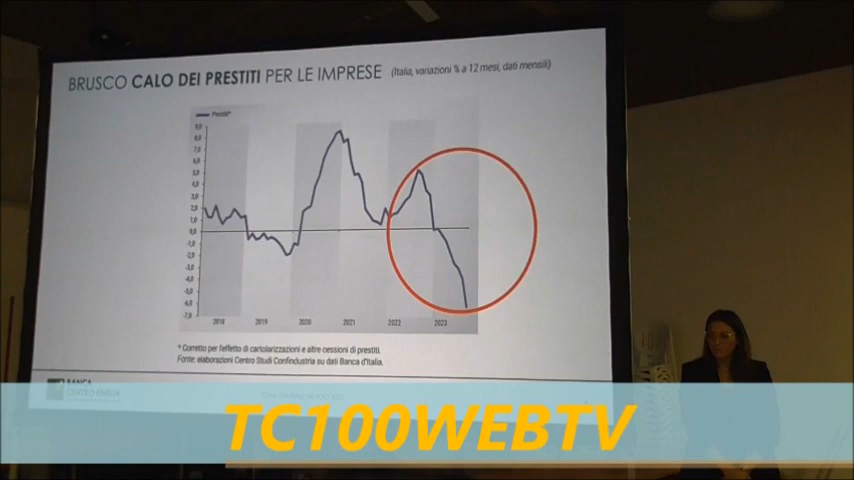 BRUSCO CALO DEI PRESTITI PER LE IMPRESE (Italia, variazioni % a 12 mesi, dati mensili)
Prestiti*
9,0
8,0
7,0
6,0
5,0
4,0
3,0
2,0
1,0
0,0
-1,0
-2,0
-3,0
-4,0
-5,0
-6,0
-7,0
2018 2019 2020 2021 2022 2023
* Corretto per l'effetto di cartolarizzazioni e altre cessioni di prestiti.
Fonte: elaborazioni Centro Studi Confindustria su dati Banca d'Italia.
BANCA
CENTRO EMILIA
TC100WEBTV